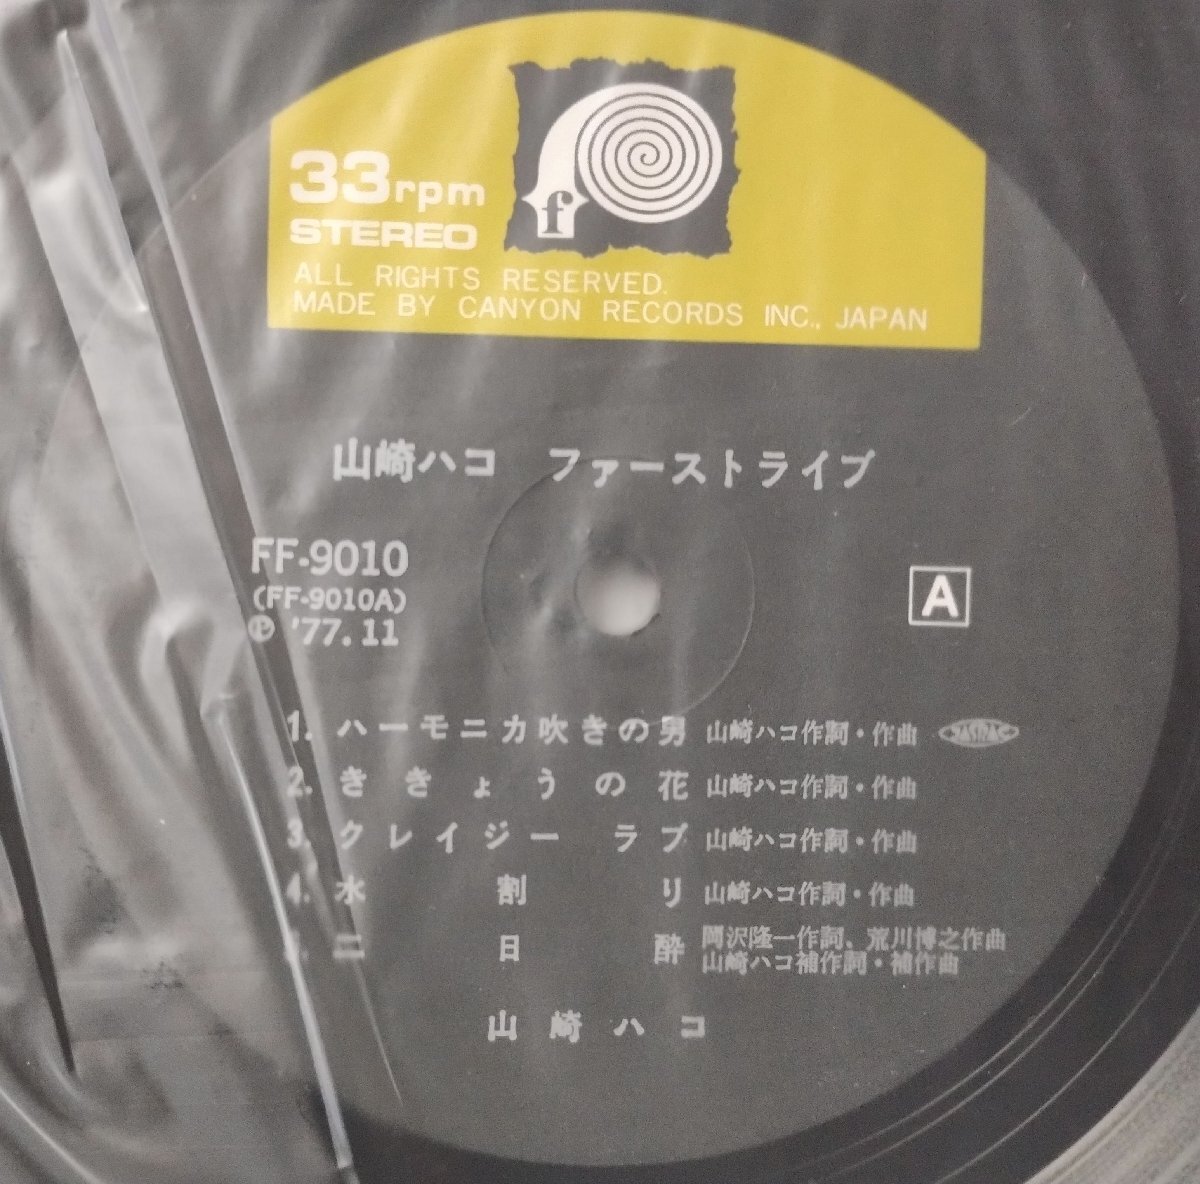 f
33rpm
STEREO
ALL RIGHTS RESERVED.
MADE BY CANYON RECORDS INC., JAPAN
山崎ハコ ファーストライブ
FF-9010
(FF-9010A)
Ⓟ '77.11
A
1. ハーモニカ吹きの男 山崎ハコ作詞・作曲 JASRAC
2. ききょうの花 山崎ハコ作詞・作曲
3. クレイジー ラブ 山崎ハコ作詞・作曲
4. 水割り 山崎ハコ作詞・作曲
二日酔 岡沢隆一作詞、荒川博之作曲
山崎ハコ補作詞・補作曲
山崎ハコ